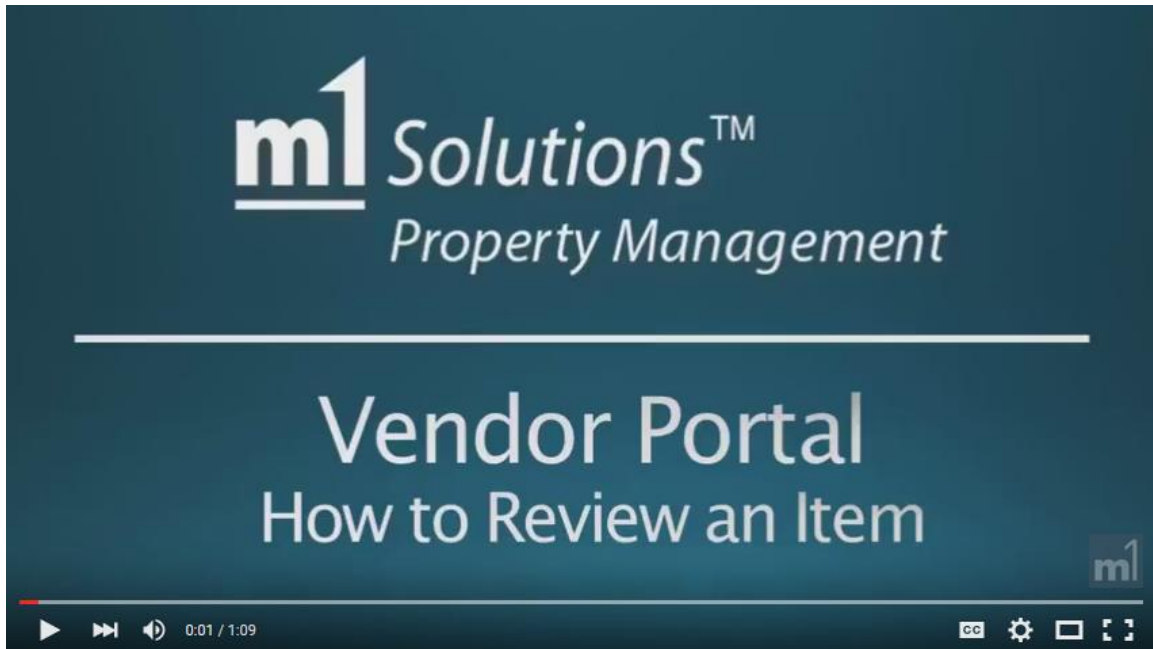 m1 Solutions™
Property Management
Vendor Portal
How to Review an Item
m1
0:01 / 1:09
CC